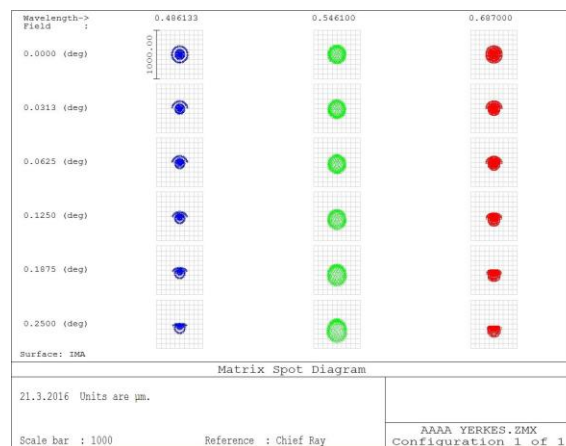 Wavelength-> 0.486133 0.546100 0.687000
Field :
0.0000 (deg) 1000.00
0.0313 (deg)
0.0625 (deg)
0.1250 (deg)
0.1875 (deg)
0.2500 (deg)
Surface: IMA
Matrix Spot Diagram
21.3.2016 Units are µm.
AAAA YERKES.ZMX
Scale bar : 1000 Reference : Chief Ray Configuration 1 of 1